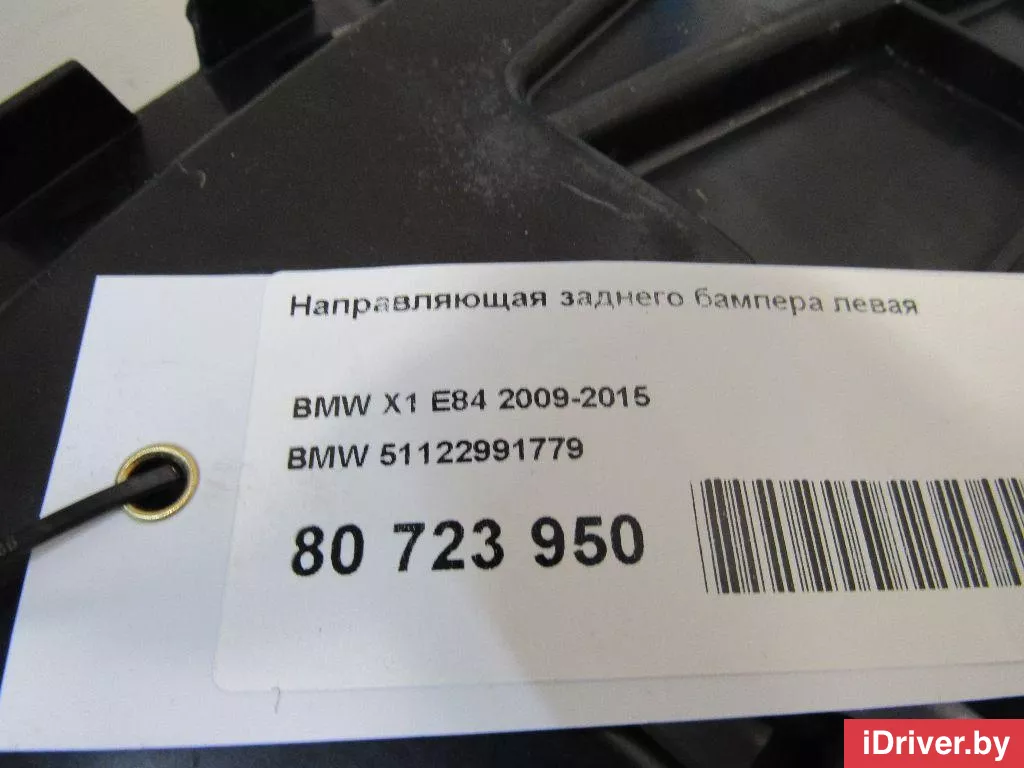 Направляющая заднего бампера левая
BMW X1 E84 2009-2015
BMW 51122991779
80 723 950
iDriver.by